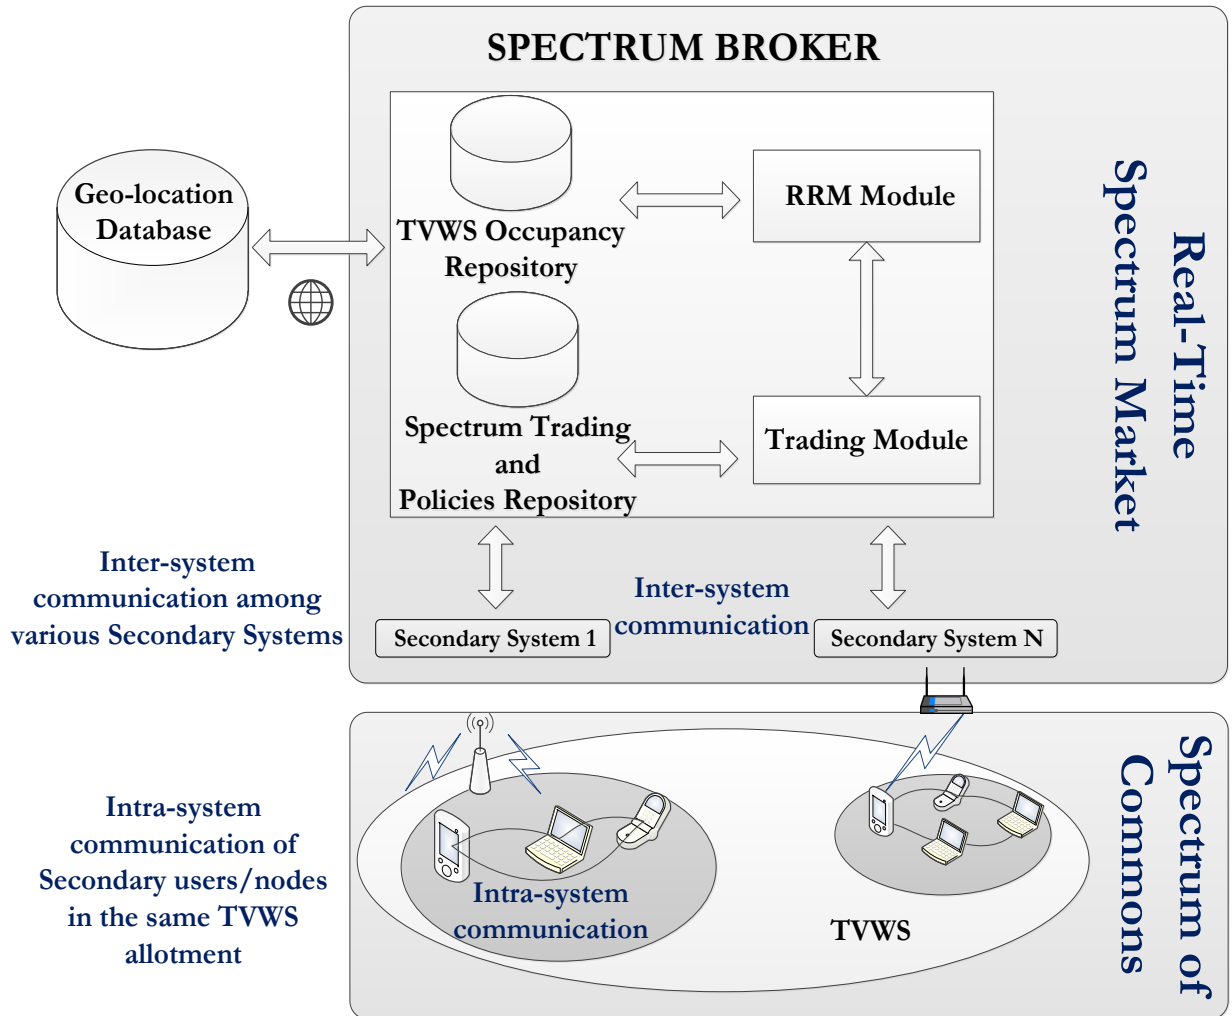 SPECTRUM BROKER
Geo-location
Database
TVWS Occupancy
Repository
RRM Module
Spectrum Trading
and
Policies Repository
Trading Module
Real-Time
Spectrum Market
Inter-system
communication among
various Secondary Systems
Inter-system
communication
Secondary System 1
Secondary System N
Spectrum of
Commons
Intra-system
communication of
Secondary users/nodes
in the same TVWS
allotment
Intra-system
communication
TVWS